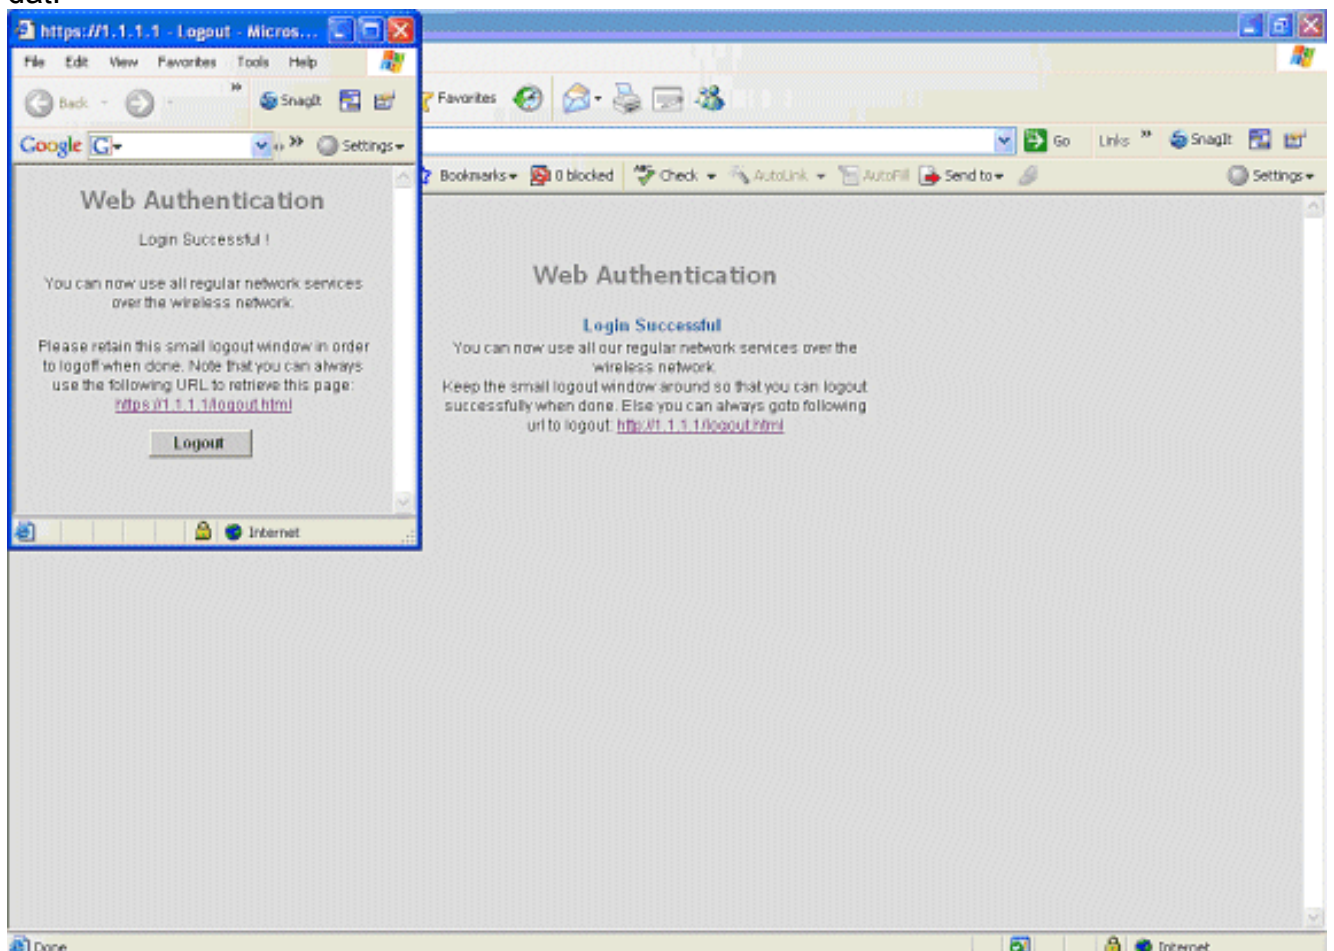 https://1.1.1.1 - Logout - Micros...
File Edit View Favorites Tools Help
Back
SnagIt
Google G
Settings
Web Authentication
Login Successful !
You can now use all regular network services
over the wireless network.
Please retain this small logout window in order
to logoff when done. Note that you can always
use the following URL to retrieve this page:
https://1.1.1.1/logout.html
Logout
Internet
Favorites
Go Links » SnagIt
Bookmarks 0 blocked Check AutoLink AutoFill Send to Settings
Web Authentication
Login Successful
You can now use all our regular network services over the
wireless network.
Keep the small logout window around so that you can logout
successfully when done. Else you can always goto following
url to logout: http://1.1.1.1/logout.html
Done
Internet